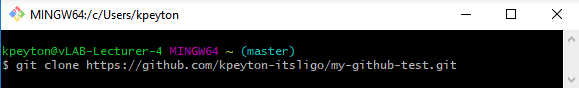 MINGW64:/c/Users/kpeyton
kpeyton@vLAB-Lecturer-4 MINGW64 ~ (master)
$ git clone https://github.com/kpeyton-itsligo/my-github-test.git